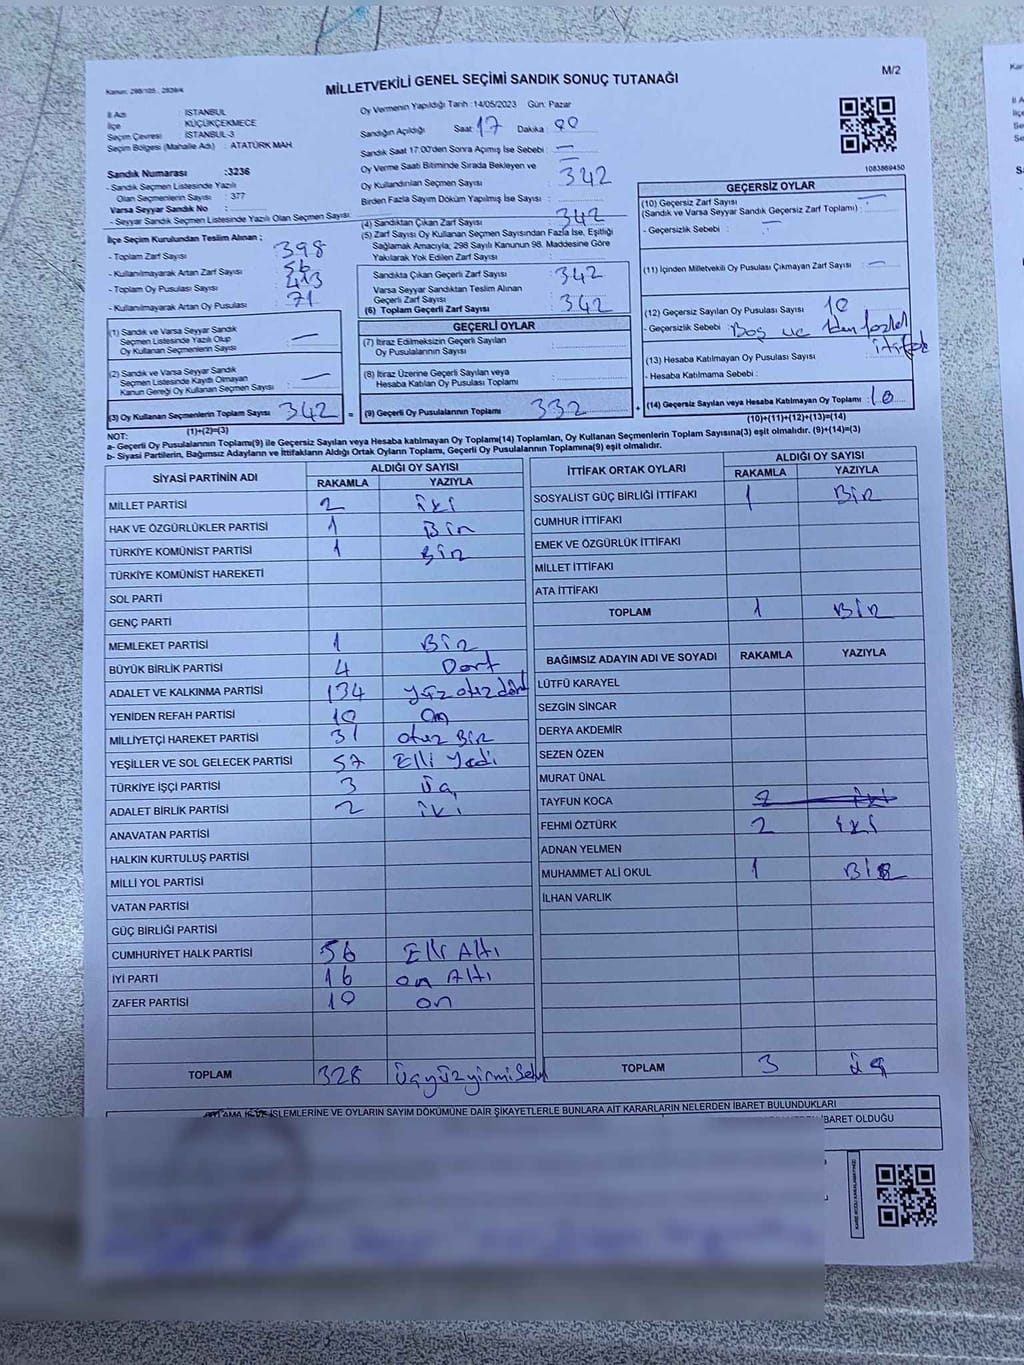 Kanun: 298/105 , 2839/4
MİLLETVEKİLİ GENEL SEÇİMİ SANDIK SONUÇ TUTANAĞI
M/2
İl Adı : İSTANBUL
İlçe : KÜÇÜKÇEKMECE
Seçim Çevresi : İSTANBUL-3
Seçim Bölgesi (Mahalle Adı) : ATATÜRK MAH.
Oy Vermenin Yapıldığı Tarih :14/05/2023 Gün: Pazar
Sandığın Açıldığı Saat : 17 Dakika : 00
Sandık Saat 17:00'den Sonra Açımış İse Sebebi : —
Oy Verme Saati Bitiminde Sırada Bekleyen ve
Oy Kullandırılan Seçmen Sayısı : 342
Birden Fazla Sayım Döküm Yapılmış İse Sayısı :
1083869450
Sandık Numarası :3236
- Sandık Seçmen Listesinde Yazılı
Olan Seçmenlerin Sayısı : 377
Varsa Seyyar Sandık No :
- Seyyar Sandık Seçmen Listesinde Yazılı Olan Seçmen Sayısı:
İlçe Seçim Kurulundan Teslim Alınan ;
- Toplam Zarf Sayısı : 398
- Kullanılmayarak Artan Zarf Sayısı : 56
- Toplam Oy Pusulası Sayısı : 413
- Kullanılmayarak Artan Oy Pusulası : 71
(1) Sandık ve Varsa Seyyar Sandık
Seçmen Listesinde Yazılı Olup
Oy Kullanan Seçmenlerin Sayısı : —
(2) Sandık ve Varsa Seyyar Sandık
Seçmen Listesinde Kayıtlı Olmayan
Kanun Gereği Oy Kullanan Seçmen Sayısı : —
(3) Oy Kullanan Seçmenlerin Toplam Sayısı : 342 =
(1)+(2)=(3)
(4) Sandıktan Çıkan Zarf Sayısı : 342
(5) Zarf Sayısı Oy Kullanan Seçmen Sayısından Fazla İse, Eşitliği
Sağlamak Amacıyla; 298 Sayılı Kanunun 98. Maddesine Göre
Yakılarak Yok Edilen Zarf Sayısı :
Sandıkta Çıkan Geçerli Zarf Sayısı : 342
Varsa Seyyar Sandıktan Teslim Alınan
Geçerli Zarf Sayısı :
(6) Toplam Geçerli Zarf Sayısı : 342
GEÇERLİ OYLAR
(7) İtiraz Edilmeksizin Geçerli Sayılan
Oy Pusulalarının Sayısı :
(8) İtiraz Üzerine Geçerli Sayılan veya
Hesaba Katılan Oy Pusulası Toplamı :
(9) Geçerli Oy Pusulalarının Toplamı : 332 +
GEÇERSİZ OYLAR
(10) Geçersiz Zarf Sayısı : —
(Sandık ve Varsa Seyyar Sandık Geçersiz Zarf Toplamı) :
- Geçersizlik Sebebi : —
(11) İçinden Milletvekili Oy Pusulası Çıkmayan Zarf Sayısı : —
(12) Geçersiz Sayılan Oy Pusulası Sayısı : 10
- Geçersizlik Sebebi : Boş
(13) Hesaba Katılmayan Oy Pusulası Sayısı :
- Hesaba Katılmama Sebebi :
(14) Geçersiz Sayılan veya Hesaba Katılmayan Oy Toplamı : 10
(10)+(11)+(12)+(13)=(14)
NOT:
a- Geçerli Oy Pusulalarının Toplamı(9) ile Geçersiz Sayılan veya Hesaba katılmayan Oy Toplamı(14) Toplamları, Oy Kullanan Seçmenlerin Toplam Sayısına(3) eşit olmalıdır. (9)+(14)=(3)
b- Siyasi Partilerin, Bağımsız Adayların ve İttifakların Aldığı Ortak Oyların Toplamı, Geçerli Oy Pusulalarının Toplamına(9) eşit olmalıdır.
SİYASİ PARTİNİN ADI ALDIĞI OY SAYISI
RAKAMLA YAZIYLA
MİLLET PARTİSİ 2 iki
HAK VE ÖZGÜRLÜKLER PARTİSİ 1 Bir
TÜRKİYE KOMÜNİST PARTİSİ 1 Bir
TÜRKİYE KOMÜNİST HAREKETİ
SOL PARTİ
GENÇ PARTİ
MEMLEKET PARTİSİ 1 Bir
BÜYÜK BİRLİK PARTİSİ 4 Dört
ADALET VE KALKINMA PARTİSİ 134 yüz otuz dört
YENİDEN REFAH PARTİSİ 10 on
MİLLİYETÇİ HAREKET PARTİSİ 31 otuz Bir
YEŞİLLER VE SOL GELECEK PARTİSİ 57 Elli yedi
TÜRKİYE İŞÇİ PARTİSİ 3 üç
ADALET BİRLİK PARTİSİ 2 iki
ANAVATAN PARTİSİ
HALKIN KURTULUŞ PARTİSİ
MİLLİ YOL PARTİSİ
VATAN PARTİSİ
GÜÇ BİRLİĞİ PARTİSİ
CUMHURİYET HALK PARTİSİ 56 Elli Altı
İYİ PARTİ 16 on Altı
ZAFER PARTİSİ 10 on
TOPLAM 328 üçyüzyirmisekiz
İTTİFAK ORTAK OYLARI ALDIĞI OY SAYISI
RAKAMLA YAZIYLA
SOSYALİST GÜÇ BİRLİĞİ İTTİFAKI 1 Bir
CUMHUR İTTİFAKI
EMEK VE ÖZGÜRLÜK İTTİFAKI
MİLLET İTTİFAKI
ATA İTTİFAKI
TOPLAM 1 Bir
BAĞIMSIZ ADAYIN ADI VE SOYADI RAKAMLA YAZIYLA
LÜTFÜ KARAYEL
SEZGİN SİNCAR
DERYA AKDEMİR
SEZEN ÖZEN
MURAT ÜNAL
TAYFUN KOCA 2 iki
FEHMİ ÖZTÜRK 2 iki
ADNAN YELMEN
MUHAMMET ALİ OKUL 1 Bir
İLHAN VARLIK
TOPLAM 3 üç
İŞLEMLERİNE VE OYLARIN SAYIM DÖKÜMÜNE DAİR ŞİKAYETLERLE BUNLARA AİT KARARLARIN NELERDEN İBARET BULUNDUKLARI
İBARET OLDUĞU